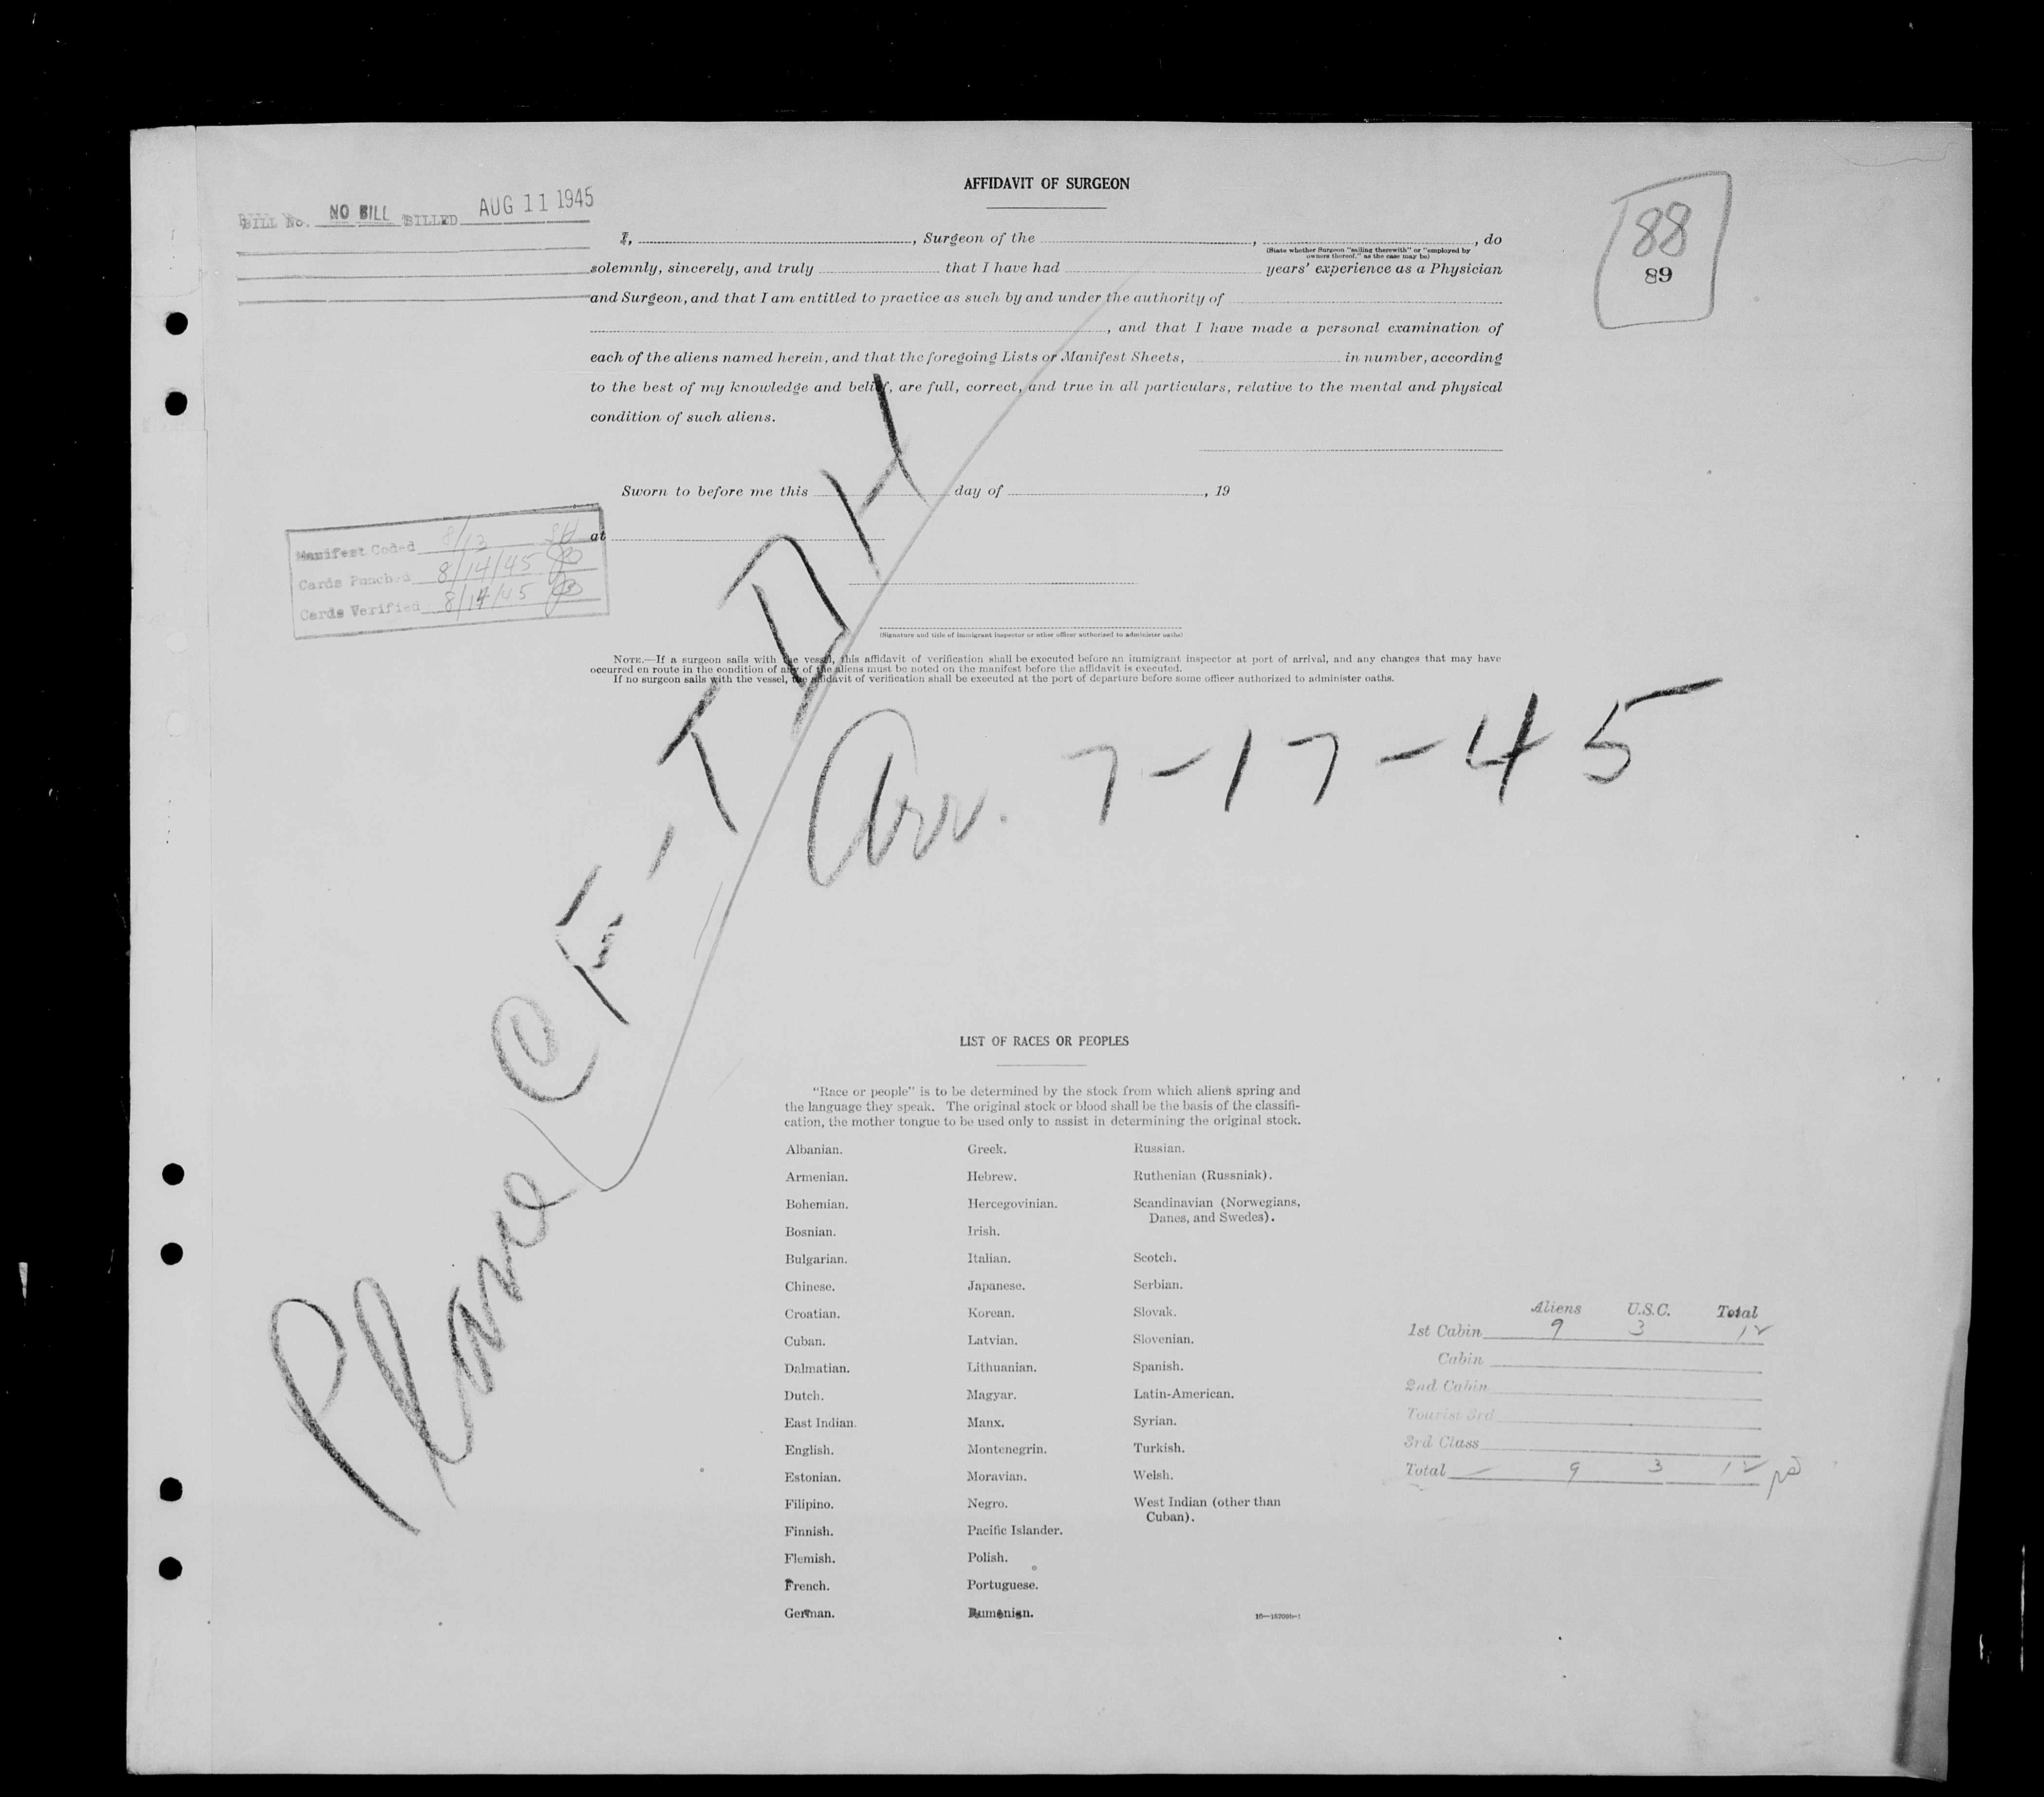 AFFIDAVIT OF SURGEON
BILL No. NO BILL BILLED AUG 11 1945
88
89
I, , Surgeon of the , , do
(State whether Surgeon "sailing therewith" or "employed by
owners thereof," as the case may be)
solemnly, sincerely, and truly that I have had years' experience as a Physician
and Surgeon, and that I am entitled to practice as such by and under the authority of
, and that I have made a personal examination of
each of the aliens named herein, and that the foregoing Lists or Manifest Sheets, in number, according
to the best of my knowledge and belief, are full, correct, and true in all particulars, relative to the mental and physical
condition of such aliens.
Sworn to before me this day of , 19
at
Manifest Coded 8/13
Cards Punched 8/14/45
Cards Verified 8/14/45
(Signature and title of immigrant inspector or other officer authorized to administer oaths)
NOTE.—If a surgeon sails with the vessel, this affidavit of verification shall be executed before an immigrant inspector at port of arrival, and any changes that may have
occurred en route in the condition of any of the aliens must be noted on the manifest before the affidavit is executed.
If no surgeon sails with the vessel, the affidavit of verification shall be executed at the port of departure before some officer authorized to administer oaths.
Plane CF-TDH
Arr. 7-17-45
LIST OF RACES OR PEOPLES
"Race or people" is to be determined by the stock from which aliens spring and
the language they speak. The original stock or blood shall be the basis of the classifi-
cation, the mother tongue to be used only to assist in determining the original stock.
Albanian.
Armenian.
Bohemian.
Bosnian.
Bulgarian.
Chinese.
Croatian.
Cuban.
Dalmatian.
Dutch.
East Indian.
English.
Estonian.
Filipino.
Finnish.
Flemish.
French.
German.
Greek.
Hebrew.
Hercegovinian.
Irish.
Italian.
Japanese.
Korean.
Latvian.
Lithuanian.
Magyar.
Manx.
Montenegrin.
Moravian.
Negro.
Pacific Islander.
Polish.
Portuguese.
Rumanian.
Russian.
Ruthenian (Russniak).
Scandinavian (Norwegians,
Danes, and Swedes).
Scotch.
Serbian.
Slovak.
Slovenian.
Spanish.
Latin-American.
Syrian.
Turkish.
Welsh.
West Indian (other than
Cuban).
Aliens U.S.C. Total
1st Cabin 9 3 12
Cabin
2nd Cabin
Tourist 3rd
3rd Class
Total 9 3 12